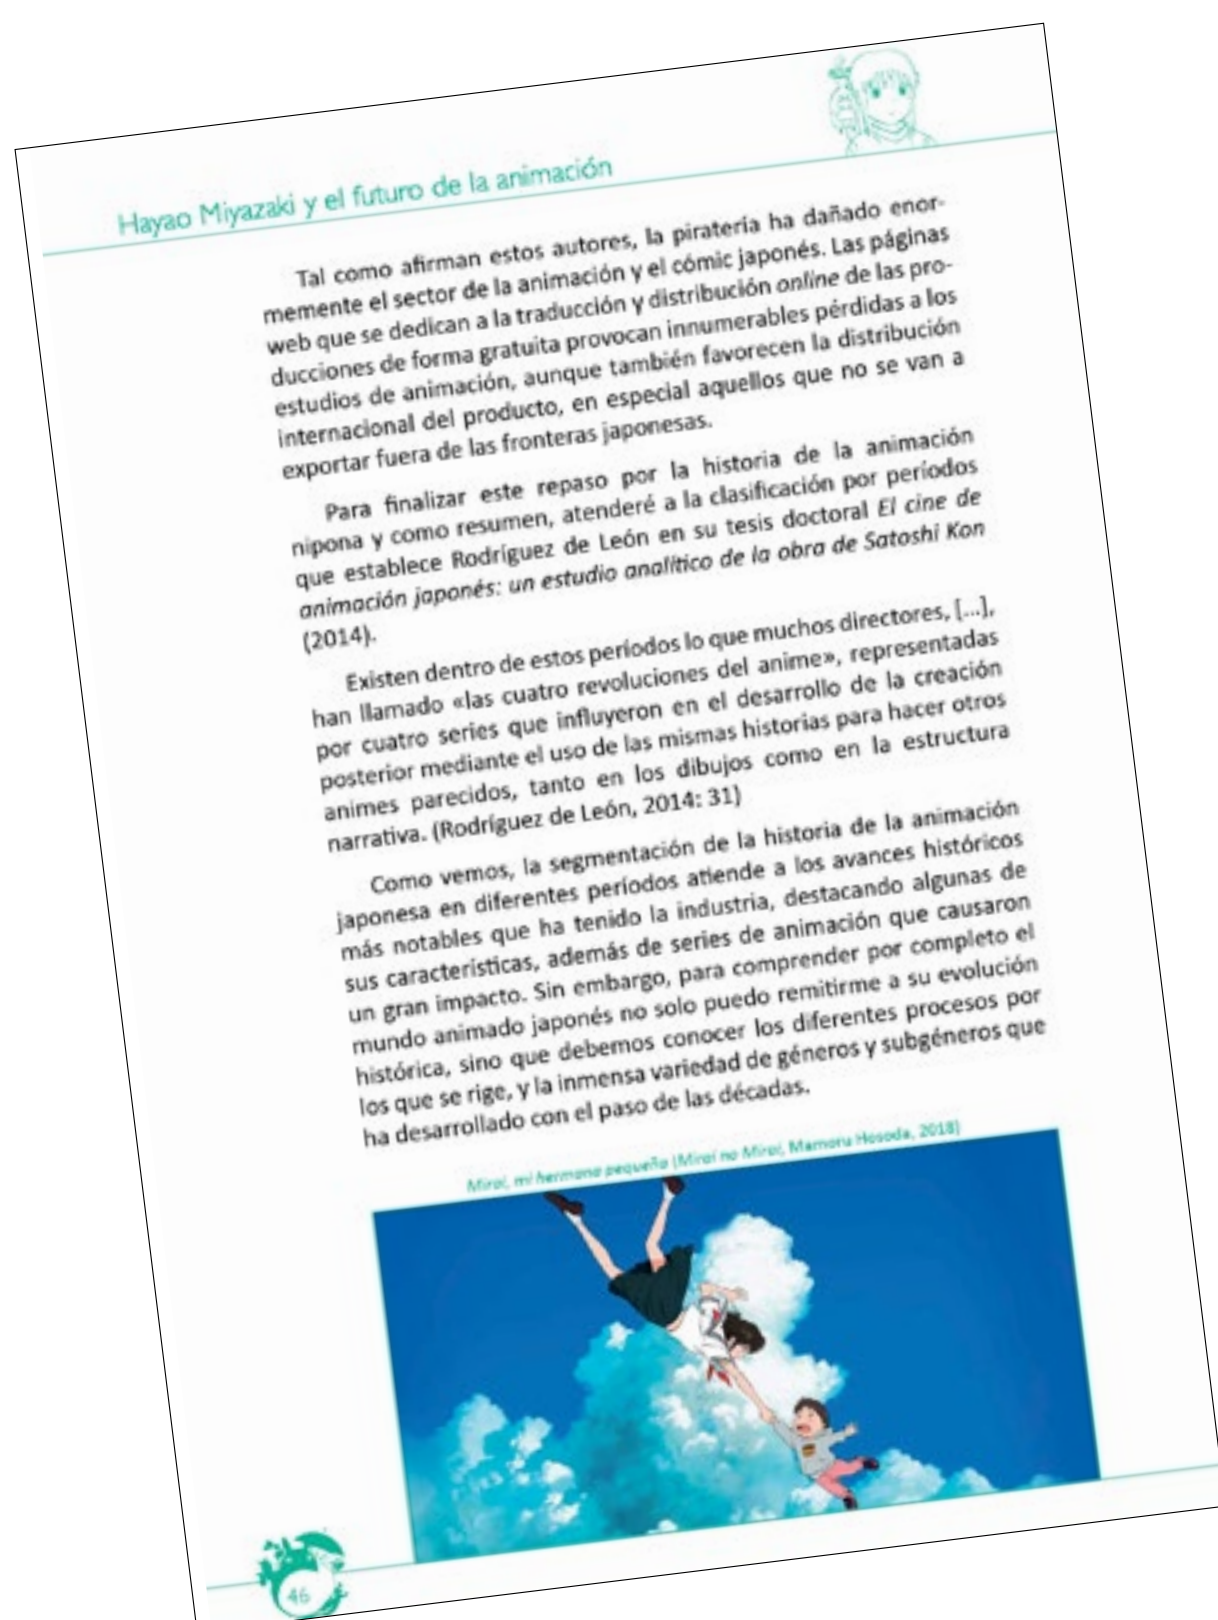 Hayao Miyazaki y el futuro de la animación
Tal como afirman estos autores, la piratería ha dañado enor-
memente el sector de la animación y el cómic japonés. Las páginas
web que se dedican a la traducción y distribución online de las pro-
ducciones de forma gratuita provocan innumerables pérdidas a los
estudios de animación, aunque también favorecen la distribución
internacional del producto, en especial aquellos que no se van a
exportar fuera de las fronteras japonesas.
Para finalizar este repaso por la historia de la animación
nipona y como resumen, atenderé a la clasificación por períodos
que establece Rodríguez de León en su tesis doctoral El cine de
animación japonés: un estudio analítico de la obra de Satoshi Kon
(2014).
Existen dentro de estos períodos lo que muchos directores, [...],
han llamado «las cuatro revoluciones del anime», representadas
por cuatro series que influyeron en el desarrollo de la creación
posterior mediante el uso de las mismas historias para hacer otros
animes parecidos, tanto en los dibujos como en la estructura
narrativa. (Rodríguez de León, 2014: 31)
Como vemos, la segmentación de la historia de la animación
japonesa en diferentes períodos atiende a los avances históricos
más notables que ha tenido la industria, destacando algunas de
sus características, además de series de animación que causaron
un gran impacto. Sin embargo, para comprender por completo el
mundo animado japonés no solo puedo remitirme a su evolución
histórica, sino que debemos conocer los diferentes procesos por
los que se rige, y la inmensa variedad de géneros y subgéneros que
ha desarrollado con el paso de las décadas.
Mirai, mi hermana pequeña (Mirai no Mirai, Mamoru Hosoda, 2018)
46